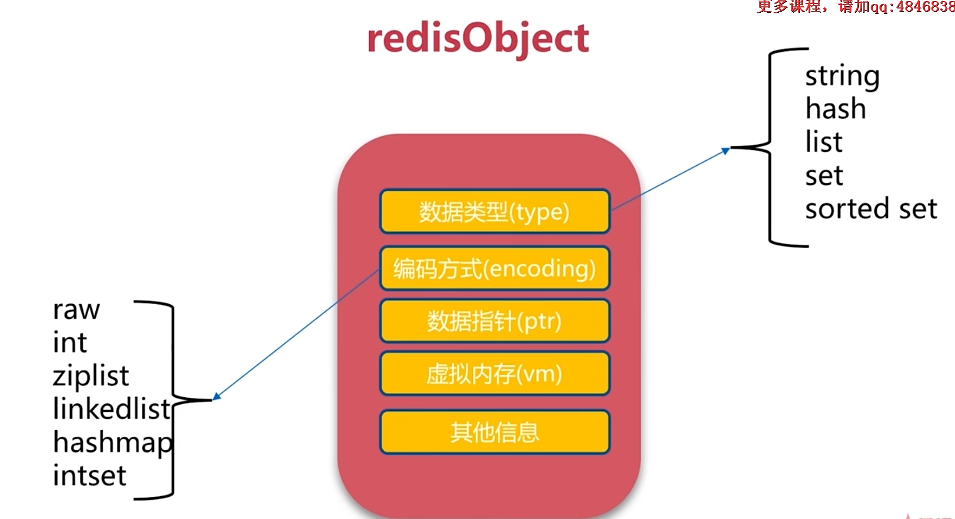 更多课程，请加qq:4846838
redisObject
string
hash
list
set
sorted set
数据类型(type)
编码方式(encoding)
数据指针(ptr)
虚拟内存(vm)
其他信息
raw
int
ziplist
linkedlist
hashmap
intset